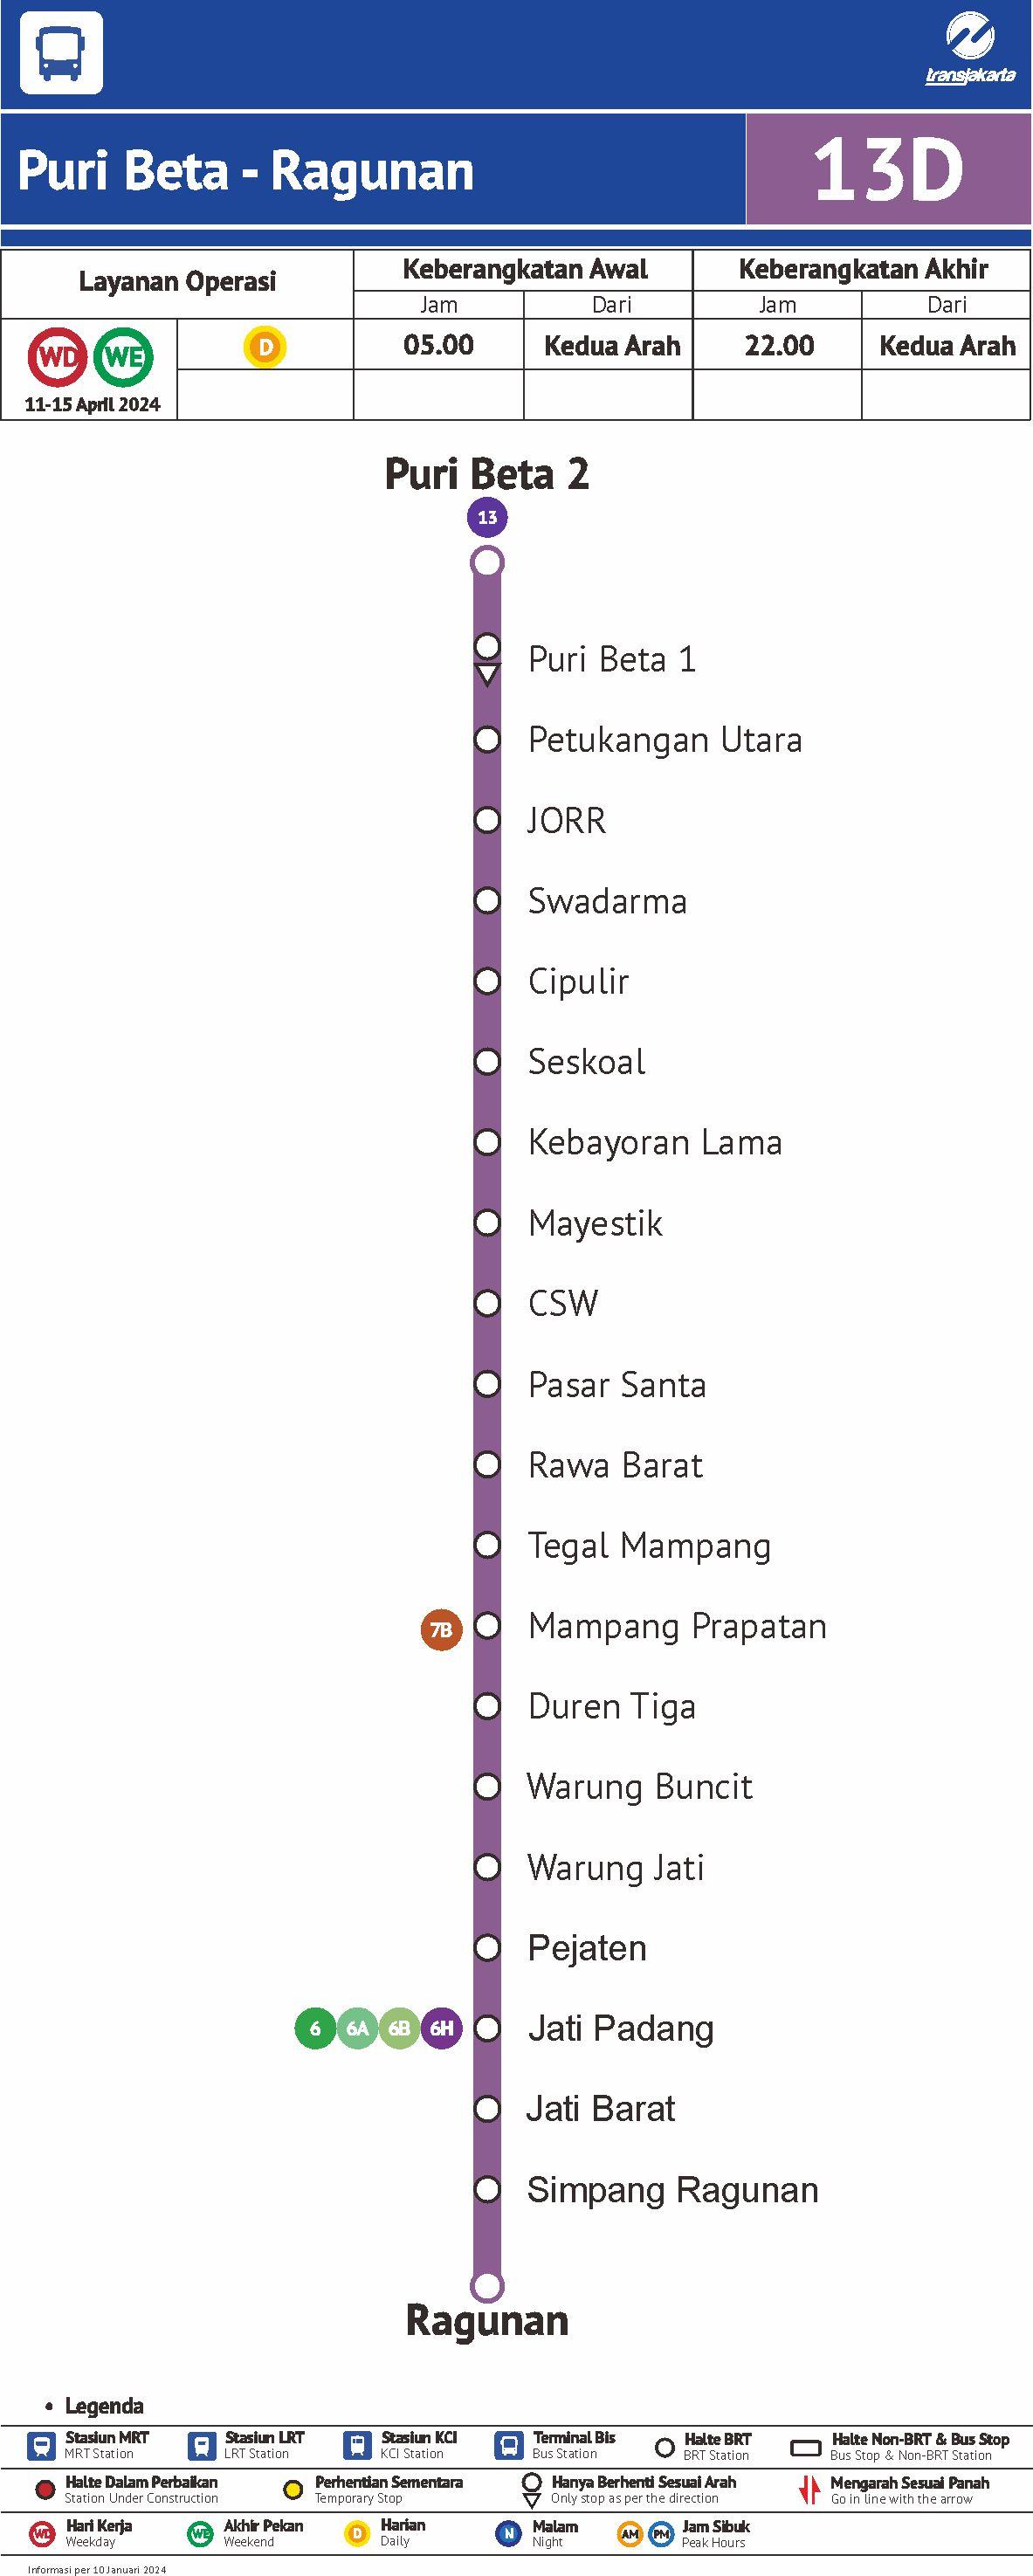 transjakarta
Puri Beta - Ragunan
13D
Layanan Operasi
Keberangkatan Awal
Keberangkatan Akhir
Jam
Dari
Jam
Dari
WD WE
D
05.00
Kedua Arah
22.00
Kedua Arah
11-15 April 2024
Puri Beta 2
13
Puri Beta 1
Petukangan Utara
JORR
Swadarma
Cipulir
Seskoal
Kebayoran Lama
Mayestik
CSW
Pasar Santa
Rawa Barat
Tegal Mampang
7B
Mampang Prapatan
Duren Tiga
Warung Buncit
Warung Jati
Pejaten
6 6A 6B 6H
Jati Padang
Jati Barat
Simpang Ragunan
Ragunan
• Legenda
Stasiun MRT
MRT Station
Stasiun LRT
LRT Station
Stasiun KCI
KCI Station
Terminal Bis
Bus Station
Halte BRT
BRT Station
Halte Non-BRT & Bus Stop
Bus Stop & Non-BRT Station
Halte Dalam Perbaikan
Station Under Construction
Perhentian Sementara
Temporary Stop
Hanya Berhenti Sesuai Arah
Only stop as per the direction
Mengarah Sesuai Panah
Go in line with the arrow
WD
Hari Kerja
Weekday
WE
Akhir Pekan
Weekend
D
Harian
Daily
N
Malam
Night
AM PM
Jam Sibuk
Peak Hours
Informasi per 10 Januari 2024